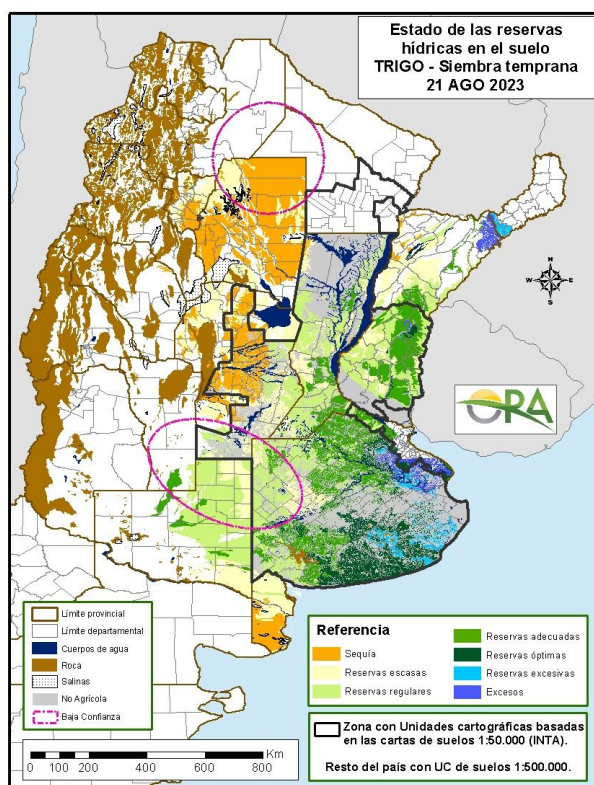 Estado de las reservas
hídricas en el suelo
TRIGO - Siembra temprana
21 AGO 2023
N
W E
S
ORA
Límite provincial
Límite departamental
Cuerpos de agua
Roca
Salinas
No Agrícola
Baja Confianza
Referencia
Sequía
Reservas escasas
Reservas regulares
Reservas adecuadas
Reservas óptimas
Reservas excesivas
Excesos
Zona con Unidades cartográficas basadas
en las cartas de suelos 1:50.000 (INTA).
Resto del país con UC de suelos 1:500.000.
Km
0 100 200 400 600 800